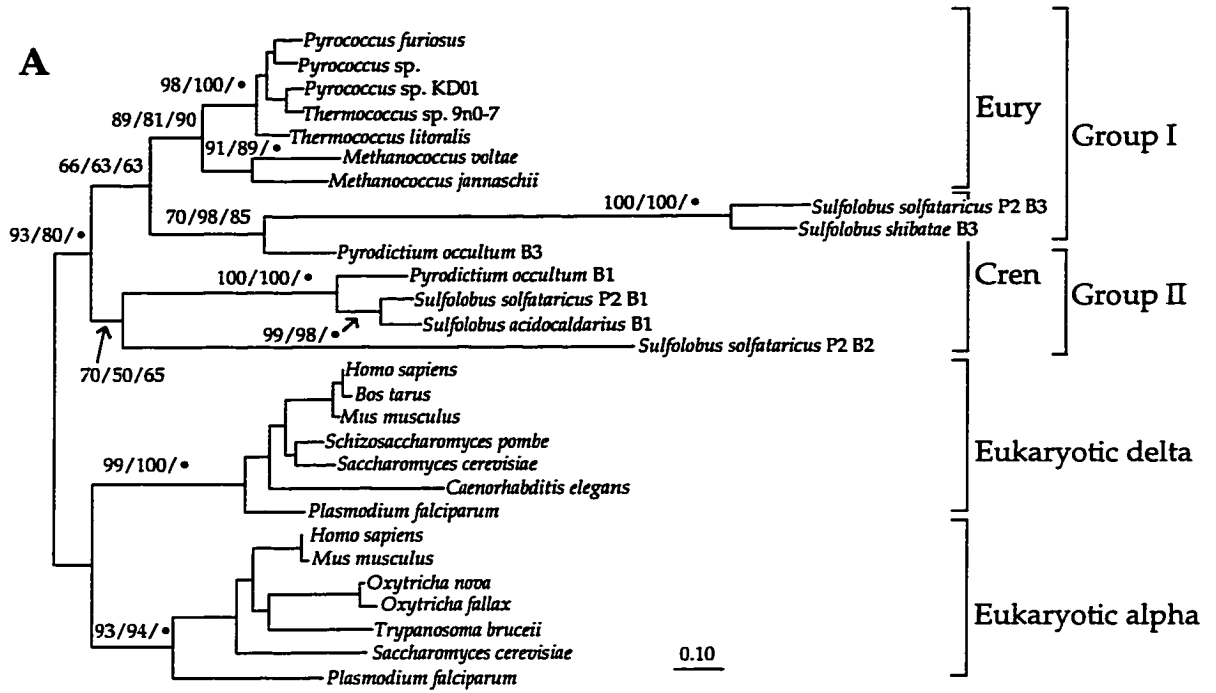 A
Pyrococcus furiosus
Pyrococcus sp.
98/100/•
Pyrococcus sp. KD01
Thermococcus sp. 9n0-7
Eury
89/81/90
Thermococcus litoralis
Group I
91/89/•
Methanococcus voltae
66/63/63
Methanococcus jannaschii
100/100/•
Sulfolobus solfataricus P2 B3
70/98/85
Sulfolobus shibatae B3
93/80/•
Pyrodictium occultum B3
100/100/•
Pyrodictium occultum B1
Cren
Sulfolobus solfataricus P2 B1
Group II
Sulfolobus acidocaldarius B1
99/98/•
Sulfolobus solfataricus P2 B2
70/50/65
Homo sapiens
Bos tarus
Mus musculus
Schizosaccharomyces pombe
Eukaryotic delta
99/100/•
Saccharomyces cerevisiae
Caenorhabditis elegans
Plasmodium falciparum
Homo sapiens
Mus musculus
Oxytricha nova
Oxytricha fallax
Eukaryotic alpha
93/94/•
Trypanosoma bruceii
Saccharomyces cerevisiae
0.10
Plasmodium falciparum